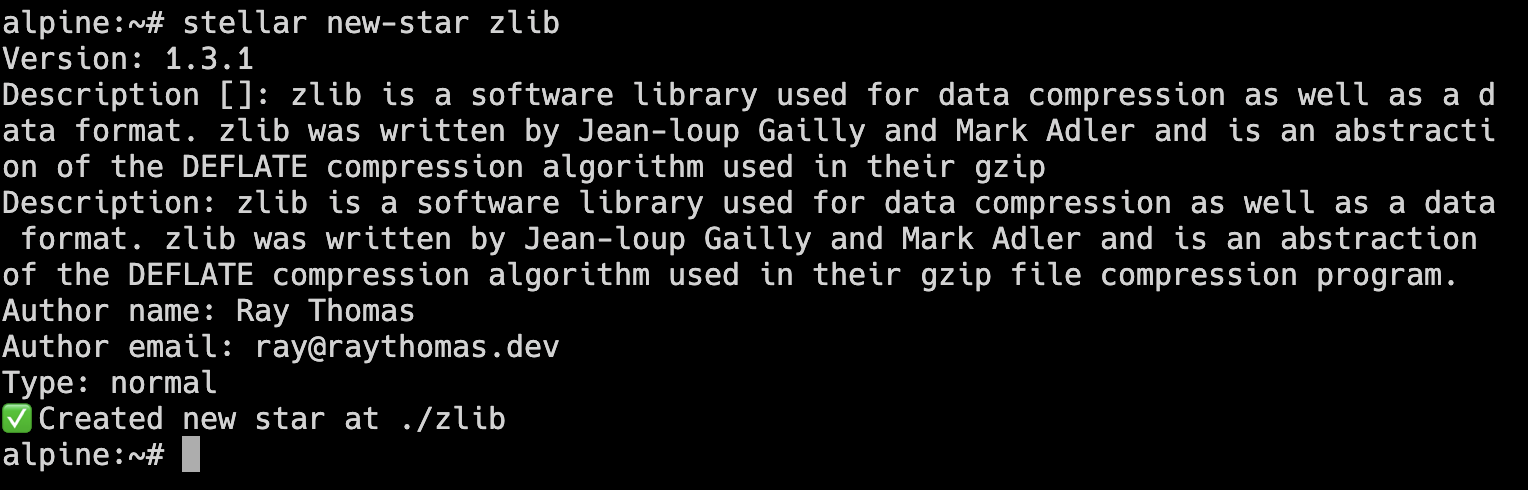 alpine:~# stellar new-star zlib
Version: 1.3.1
Description []: zlib is a software library used for data compression as well as a d
ata format. zlib was written by Jean-loup Gailly and Mark Adler and is an abstracti
on of the DEFLATE compression algorithm used in their gzip
Description: zlib is a software library used for data compression as well as a data
 format. zlib was written by Jean-loup Gailly and Mark Adler and is an abstraction
of the DEFLATE compression algorithm used in their gzip file compression program.
Author name: Ray Thomas
Author email: ray@raythomas.dev
Type: normal
✅Created new star at ./zlib
alpine:~#